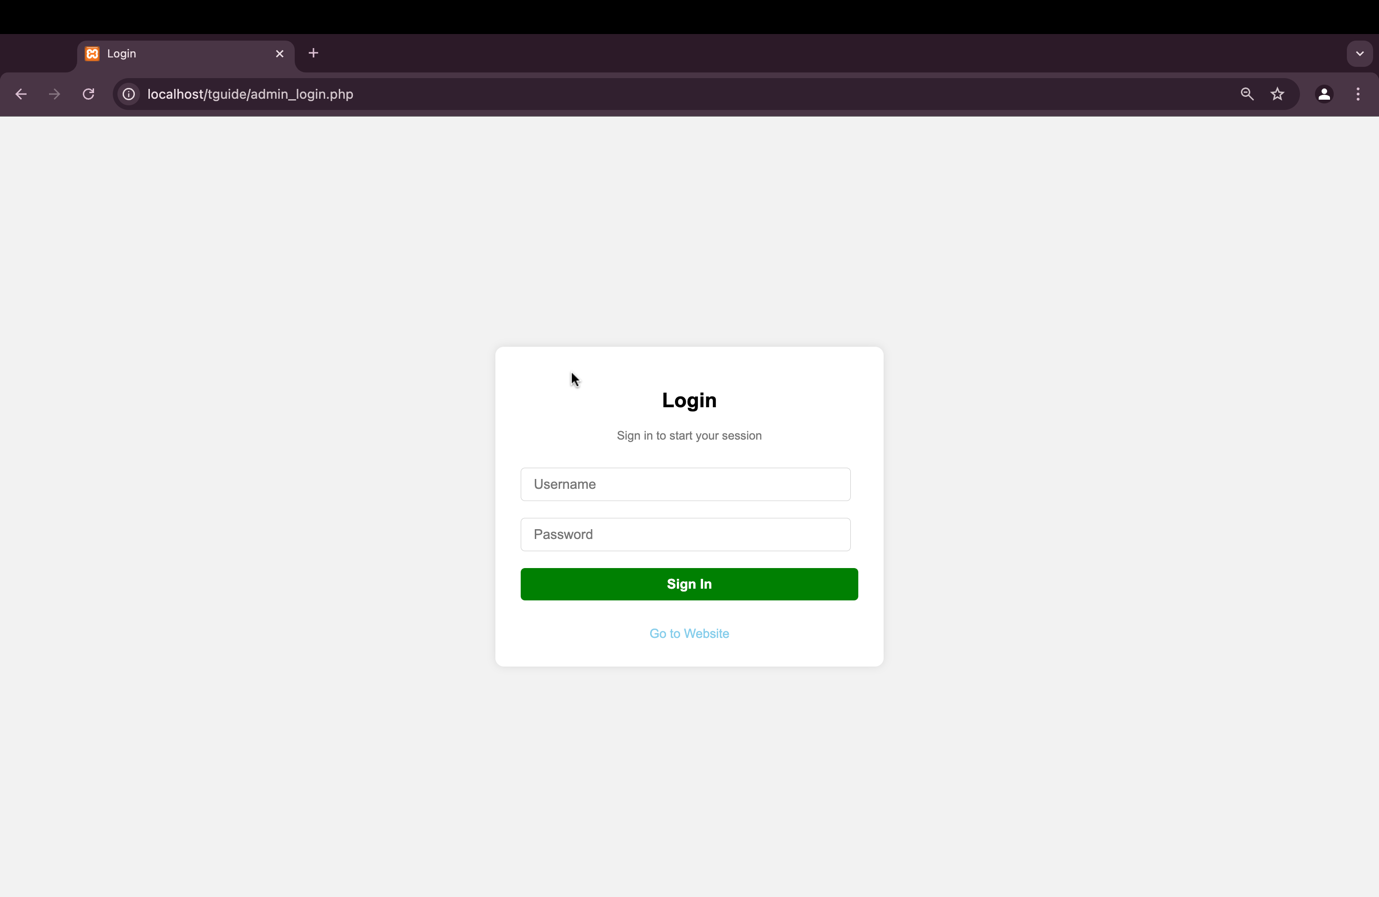 Login
localhost/tguide/admin_login.php
Login
Sign in to start your session
Username
Password
Sign In
Go to Website